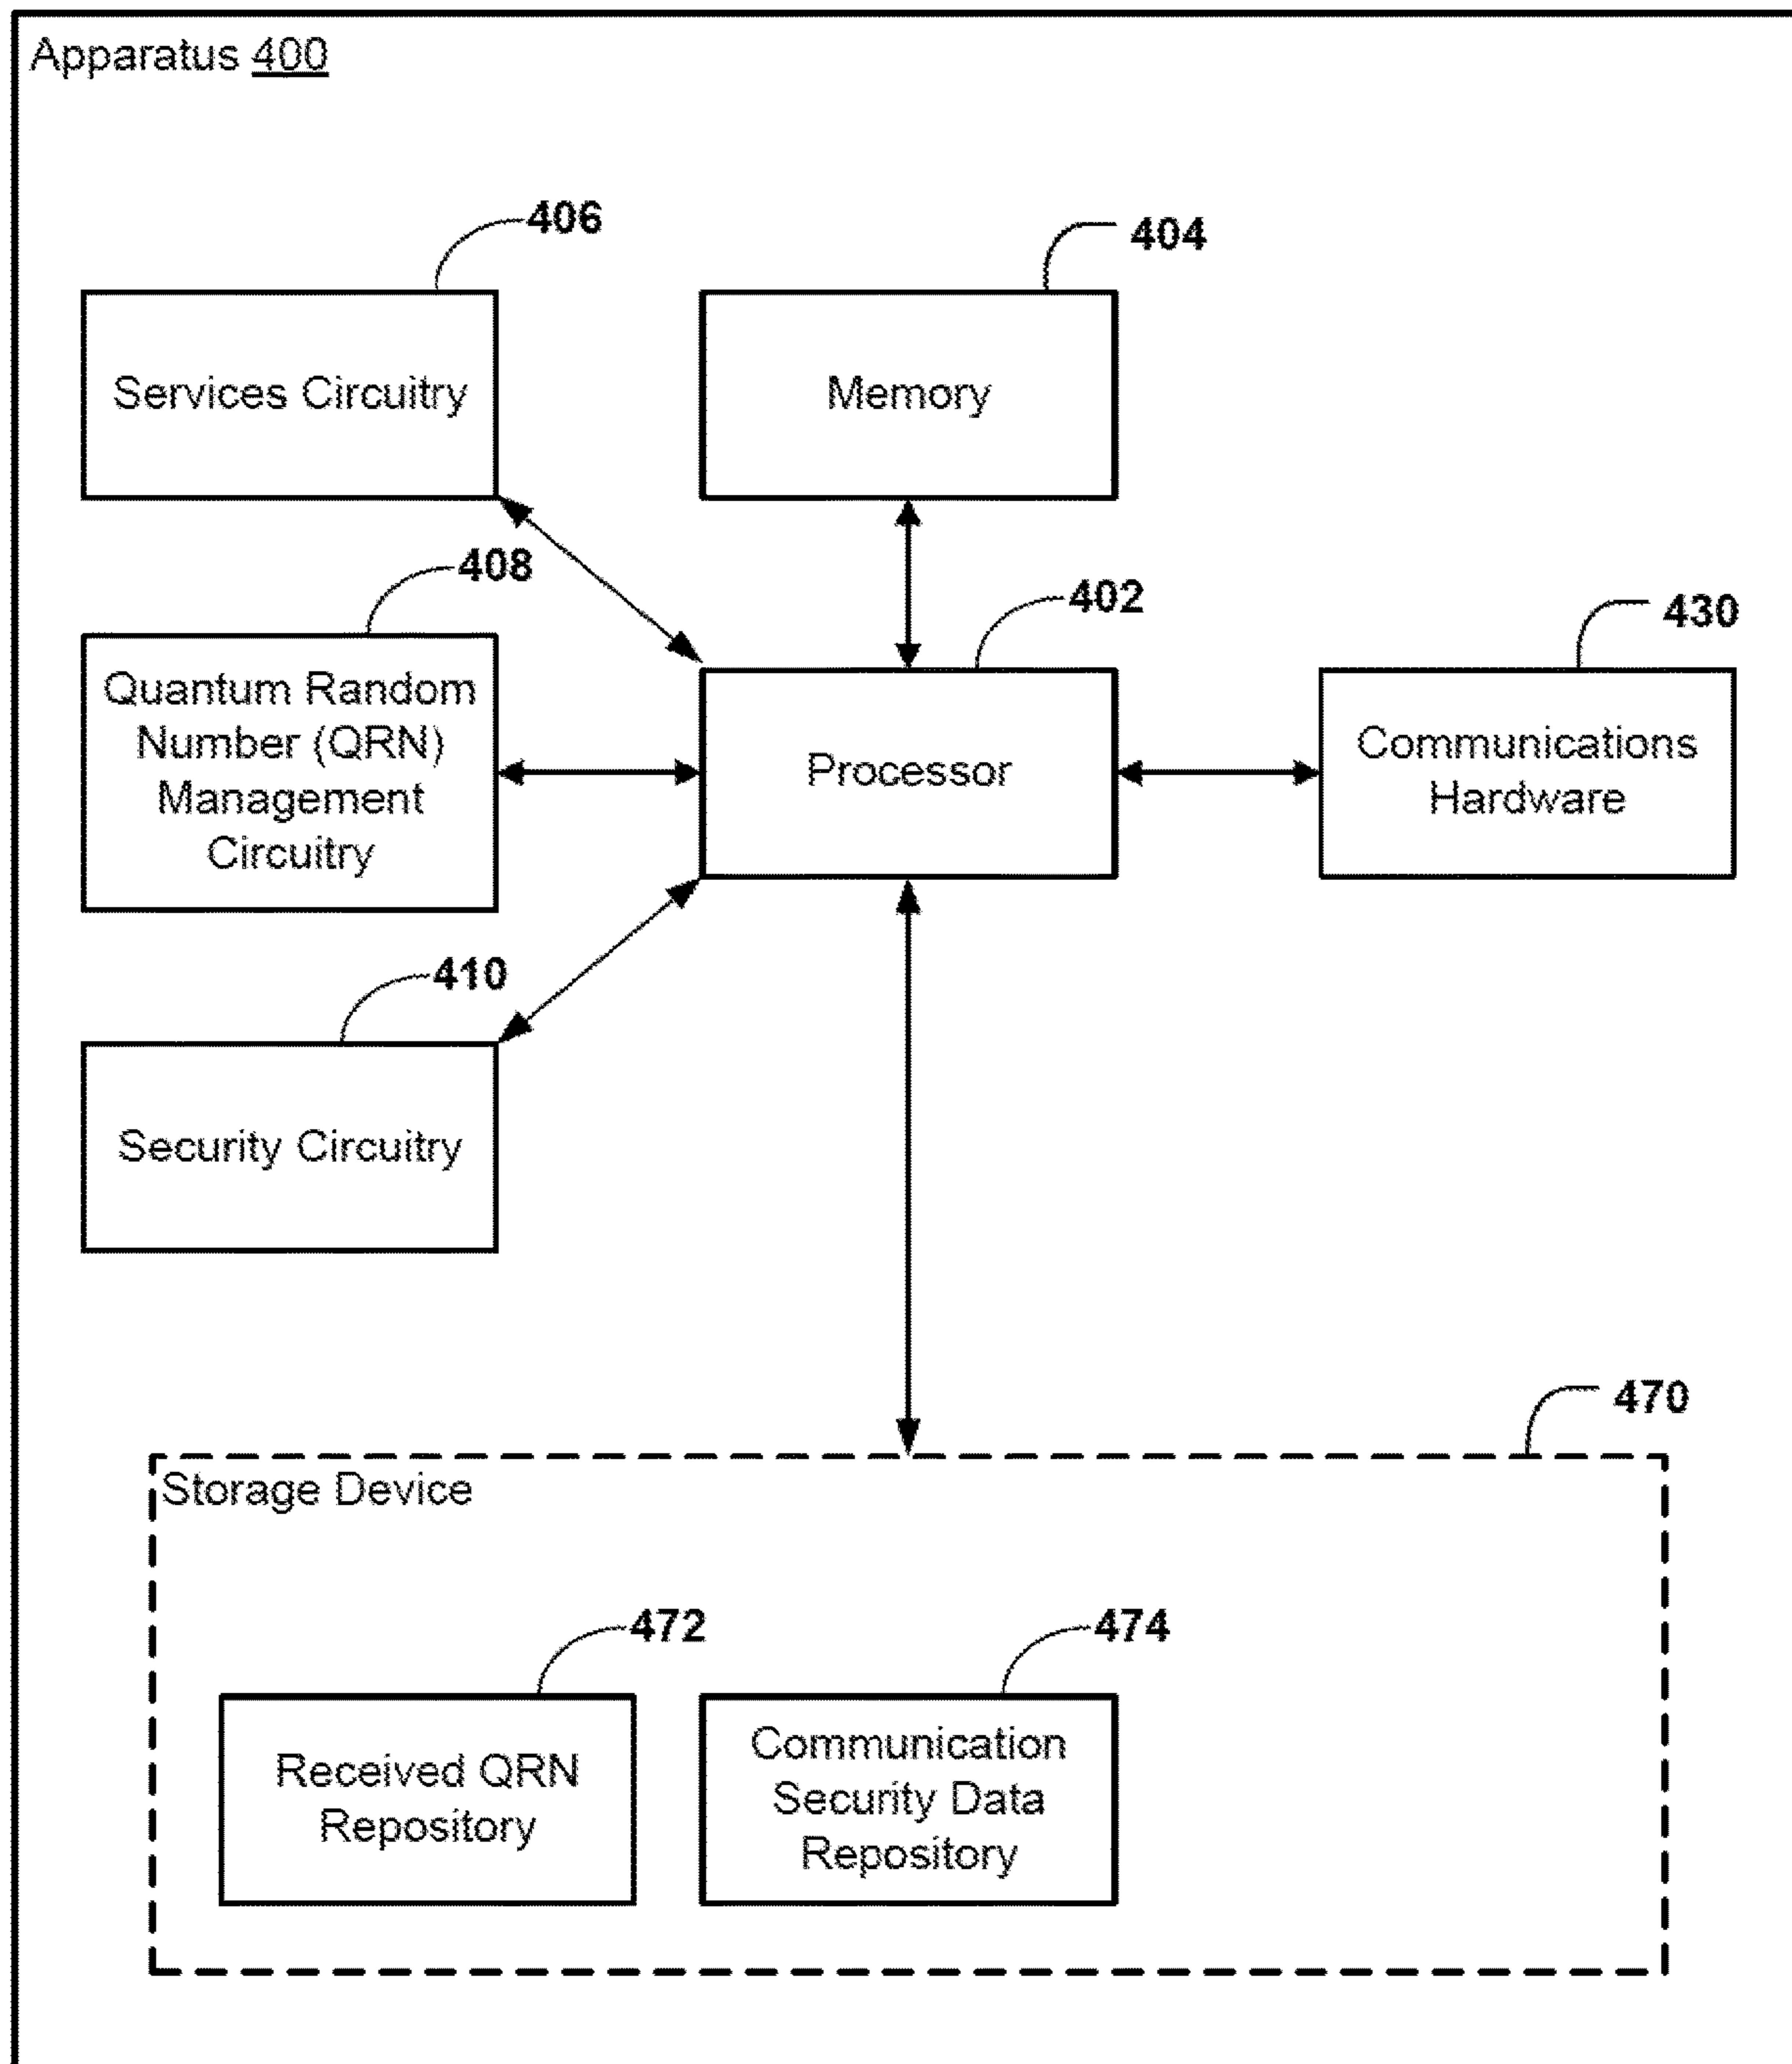 Apparatus 400
406
404
Services Circuitry
Memory
408
402
430
Quantum Random
Number (QRN)
Management
Circuitry
Processor
Communications
Hardware
410
Security Circuitry
470
Storage Device
472
474
Received QRN
Repository
Communication
Security Data
Repository